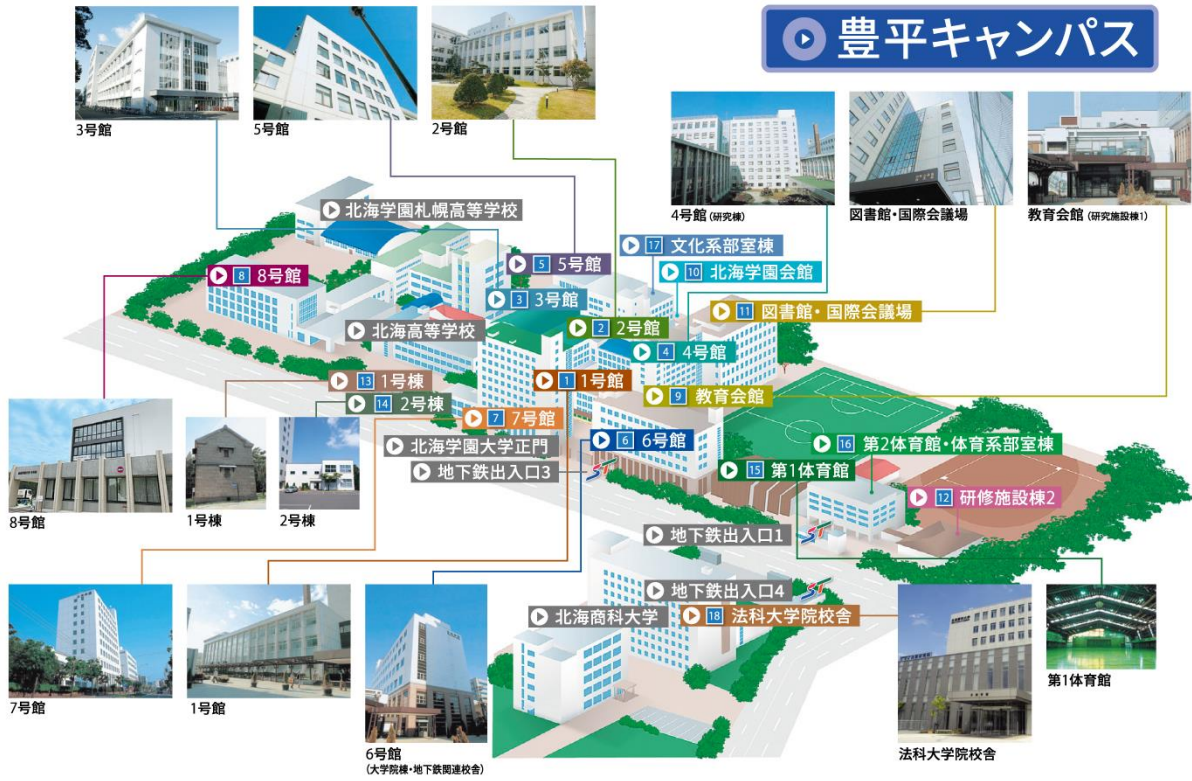 豊平キャンパス
3号館
5号館
2号館
4号館(研究棟)
図書館・国際会議場
教育会館(研究施設棟1)
北海学園札幌高等学校
17 文化系部室棟
5 5号館
10 北海学園会館
8 8号館
3 3号館
11 図書館・国際会議場
2 2号館
北海高等学校
4 4号館
13 1号棟
1 1号館
9 教育会館
14 2号棟
7 7号館
北海学園大学正門
6 6号館
16 第2体育館・体育系部室棟
地下鉄出入口3
15 第1体育館
12 研修施設棟2
8号館
1号棟
2号棟
地下鉄出入口1
地下鉄出入口4
北海商科大学
18 法科大学院校舎
第1体育館
7号館
1号館
6号館
(大学院棟・地下鉄関連校舎)
法科大学院校舎